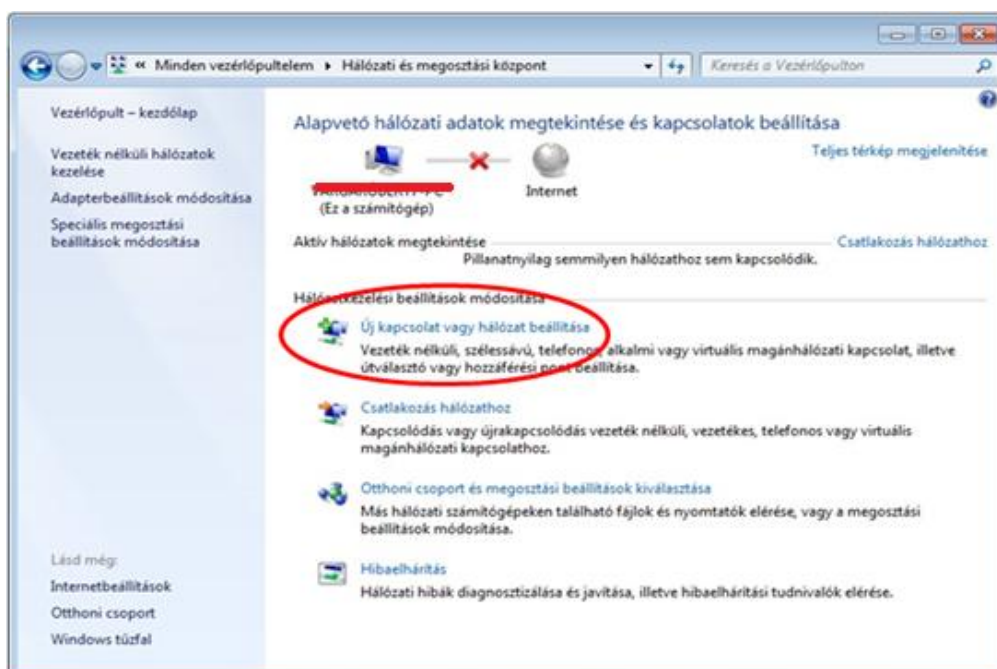 « Minden vezérlőpultelem ▸ Hálózati és megosztási központ
Keresés a Vezérlőpulton
Vezérlőpult – kezdőlap
Vezeték nélküli hálózatok
kezelése
Adapterbeállítások módosítása
Speciális megosztási
beállítások módosítása
Alapvető hálózati adatok megtekintése és kapcsolatok beállítása
Teljes térkép megjelenítése
Internet
(Ez a számítógép)
Aktív hálózatok megtekintése
Csatlakozás hálózathoz
Pillanatnyilag semmilyen hálózathoz sem kapcsolódik.
Hálózatkezelési beállítások módosítása
Új kapcsolat vagy hálózat beállítása
Vezeték nélküli, szélessávú, telefonos, alkalmi vagy virtuális magánhálózati kapcsolat, illetve
útválasztó vagy hozzáférési pont beállítása.
Csatlakozás hálózathoz
Kapcsolódás vagy újrakapcsolódás vezeték nélküli, vezetékes, telefonos vagy virtuális
magánhálózati kapcsolathoz.
Otthoni csoport és megosztási beállítások kiválasztása
Más hálózati számítógépeken található fájlok és nyomtatók elérése, vagy a megosztási
beállítások módosítása.
Hibaelhárítás
Hálózati hibák diagnosztizálása és javítása, illetve hibaelhárítási tudnivalók elérése.
Lásd még:
Internetbeállítások
Otthoni csoport
Windows tűzfal